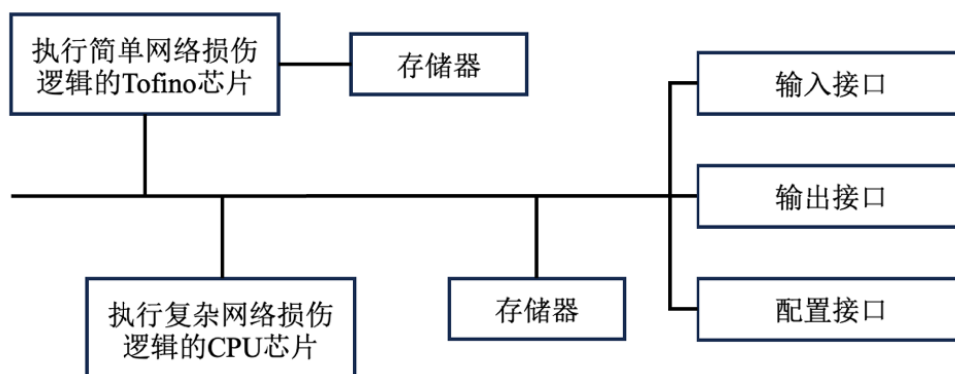 执行简单网络损伤
逻辑的Tofino芯片
存储器
输入接口
输出接口
执行复杂网络损伤
逻辑的CPU芯片
存储器
配置接口